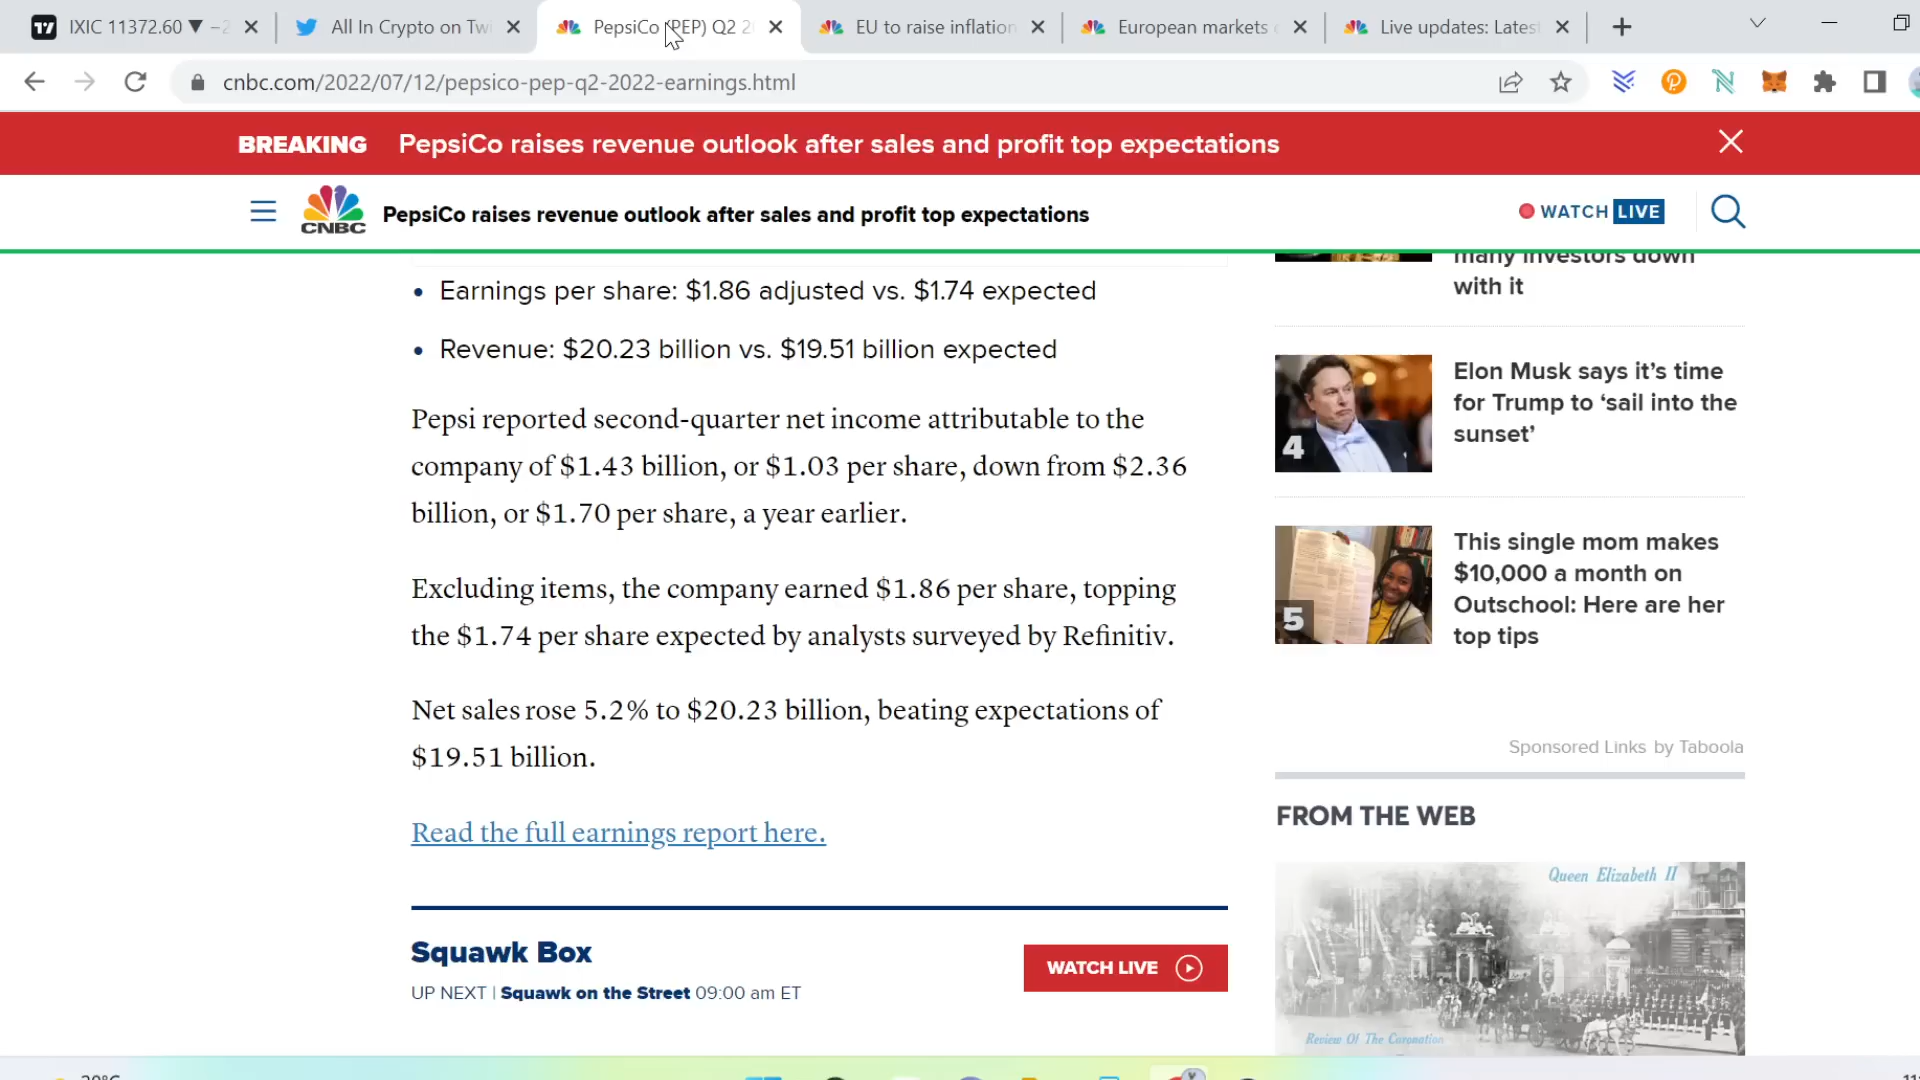 IXIC 11372.60 ▼ −2
All In Crypto on Twi
PepsiCo (PEP) Q2 2
EU to raise inflation
European markets
Live updates: Latest
cnbc.com/2022/07/12/pepsico-pep-q2-2022-earnings.html
BREAKING PepsiCo raises revenue outlook after sales and profit top expectations
CNBC
PepsiCo raises revenue outlook after sales and profit top expectations
WATCH LIVE
• Earnings per share: $1.86 adjusted vs. $1.74 expected
• Revenue: $20.23 billion vs. $19.51 billion expected
Pepsi reported second-quarter net income attributable to the
company of $1.43 billion, or $1.03 per share, down from $2.36
billion, or $1.70 per share, a year earlier.
Excluding items, the company earned $1.86 per share, topping
the $1.74 per share expected by analysts surveyed by Refinitiv.
Net sales rose 5.2% to $20.23 billion, beating expectations of
$19.51 billion.
Read the full earnings report here.
Squawk Box
UP NEXT | Squawk on the Street 09:00 am ET
WATCH LIVE
many investors down
with it
4
Elon Musk says it's time
for Trump to 'sail into the
sunset'
5
This single mom makes
$10,000 a month on
Outschool: Here are her
top tips
Sponsored Links by Taboola
FROM THE WEB
Queen Elizabeth II
Review Of The Coronation